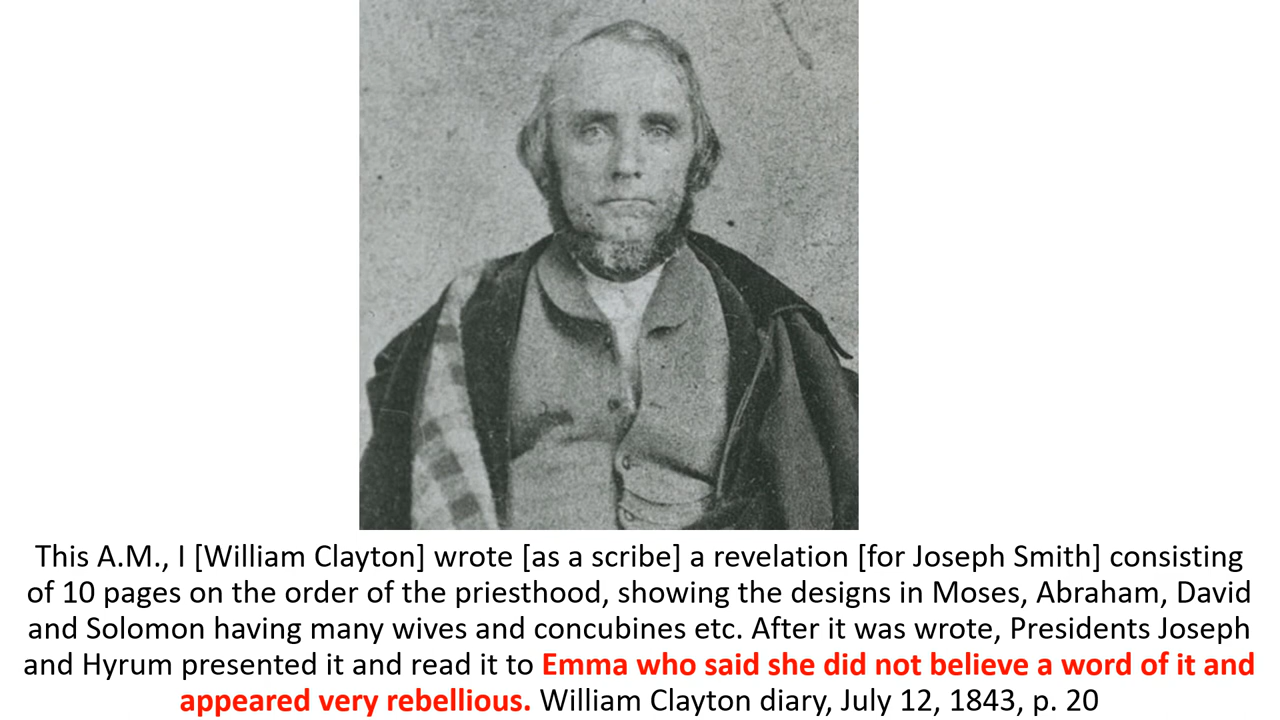 This A.M., I [William Clayton] wrote [as a scribe] a revelation [for Joseph Smith] consisting
of 10 pages on the order of the priesthood, showing the designs in Moses, Abraham, David
and Solomon having many wives and concubines etc. After it was wrote, Presidents Joseph
and Hyrum presented it and read it to Emma who said she did not believe a word of it and
appeared very rebellious. William Clayton diary, July 12, 1843, p. 20